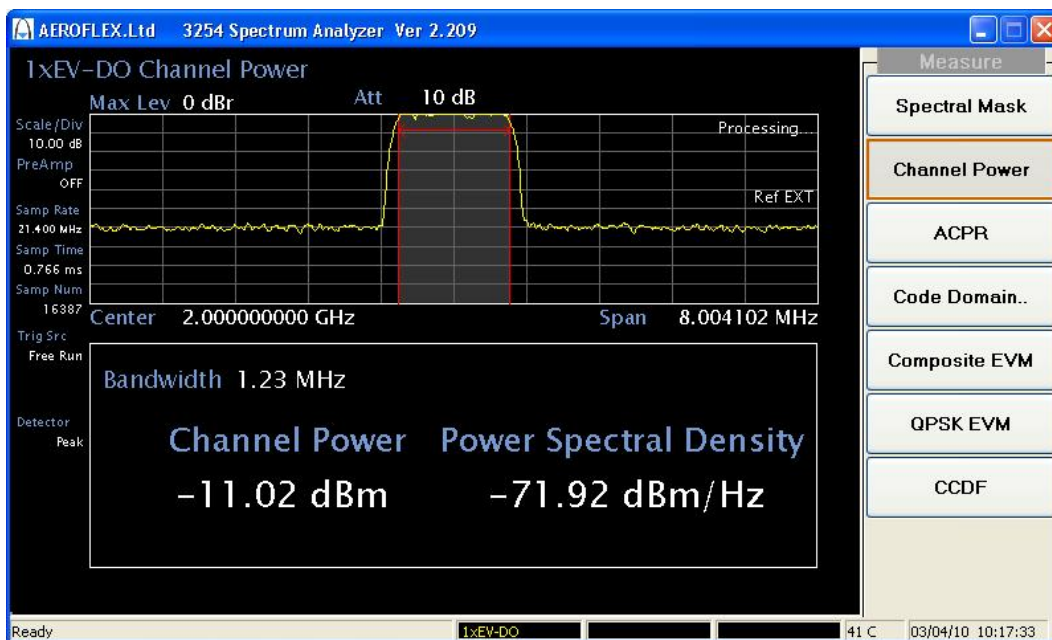 AEROFLEX.Ltd 3254 Spectrum Analyzer Ver 2.209
1xEV-DO Channel Power
Max Lev 0 dBr Att 10 dB
Scale/Div
10.00 dB
PreAmp
OFF
Samp Rate
21.400 MHz
Samp Time
0.766 ms
Samp Num
16387
Trig Src
Free Run
Detector
Peak
Processing...
Ref EXT
Center 2.000000000 GHz Span 8.004102 MHz
Bandwidth 1.23 MHz
Channel Power Power Spectral Density
-11.02 dBm -71.92 dBm/Hz
Measure
Spectral Mask
Channel Power
ACPR
Code Domain..
Composite EVM
QPSK EVM
CCDF
Ready 1xEV-DO 41 C 03/04/10 10:17:33